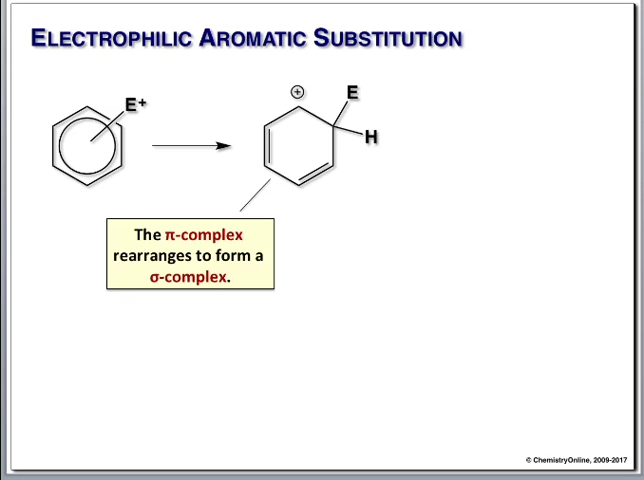 ELECTROPHILIC AROMATIC SUBSTITUTION
E+
+
E
H
The π-complex
rearranges to form a
σ-complex.
© ChemistryOnline, 2009-2017